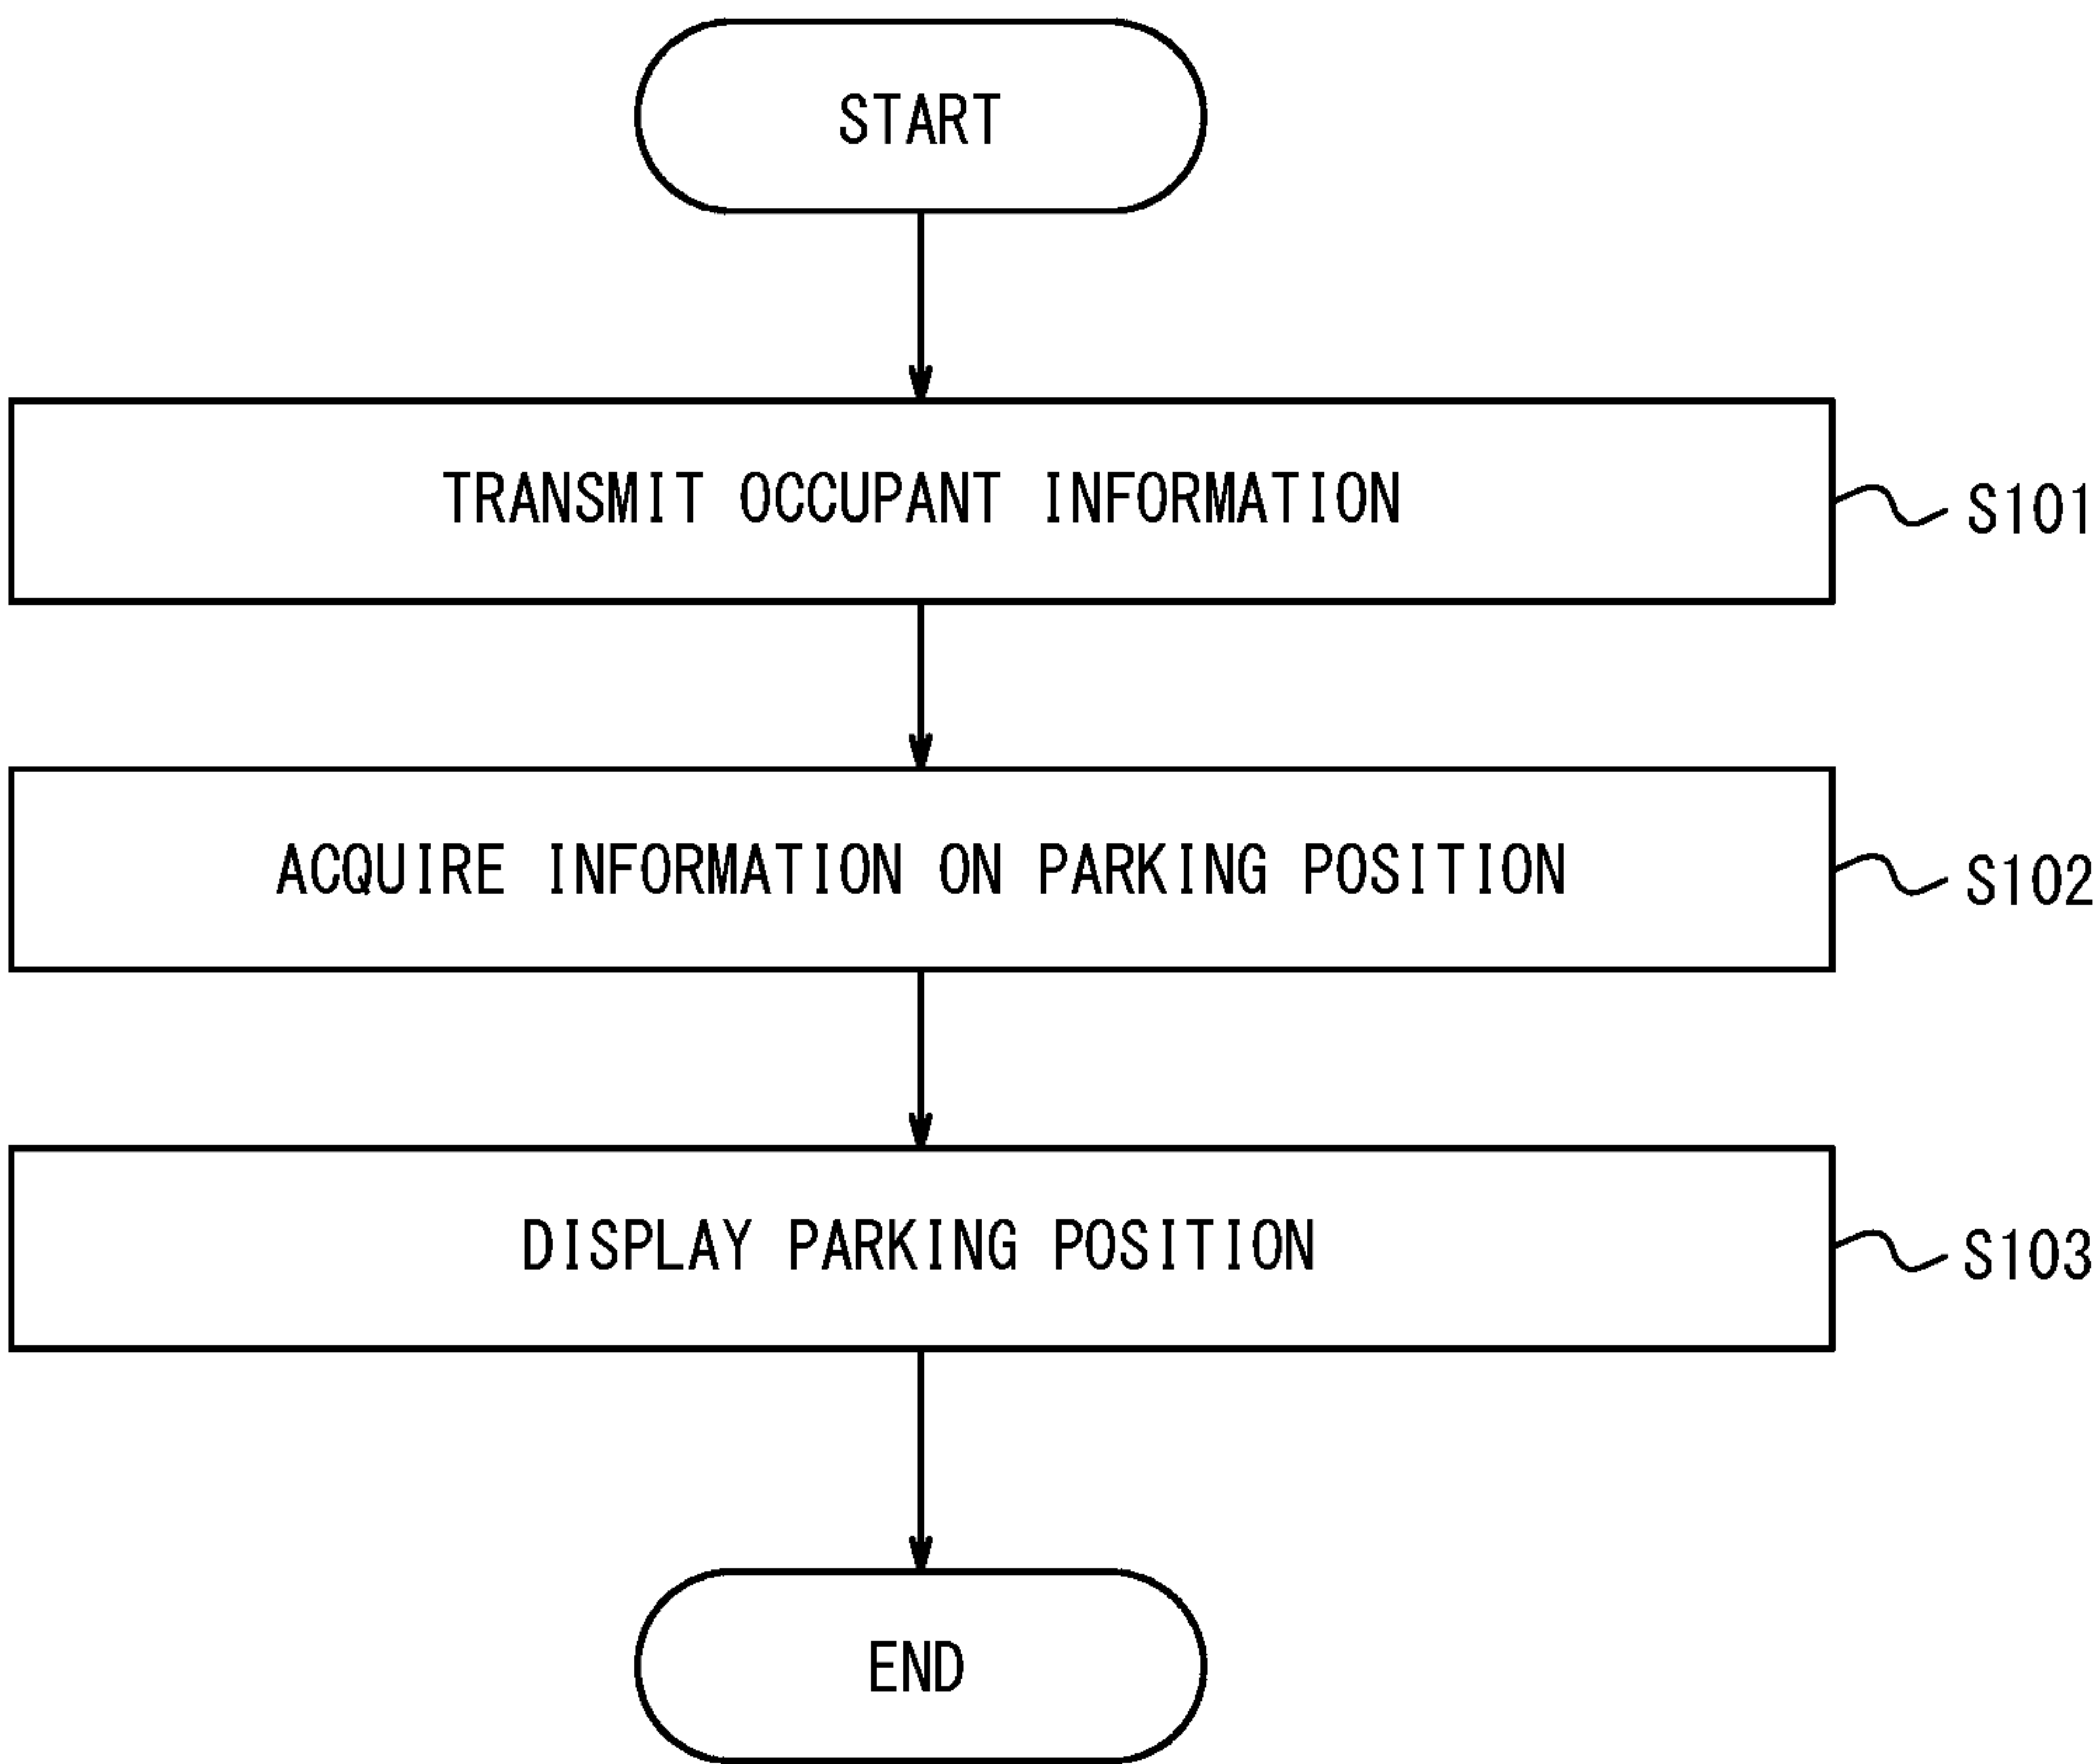 START
TRANSMIT OCCUPANT INFORMATION
S101
ACQUIRE INFORMATION ON PARKING POSITION
S102
DISPLAY PARKING POSITION
S103
END